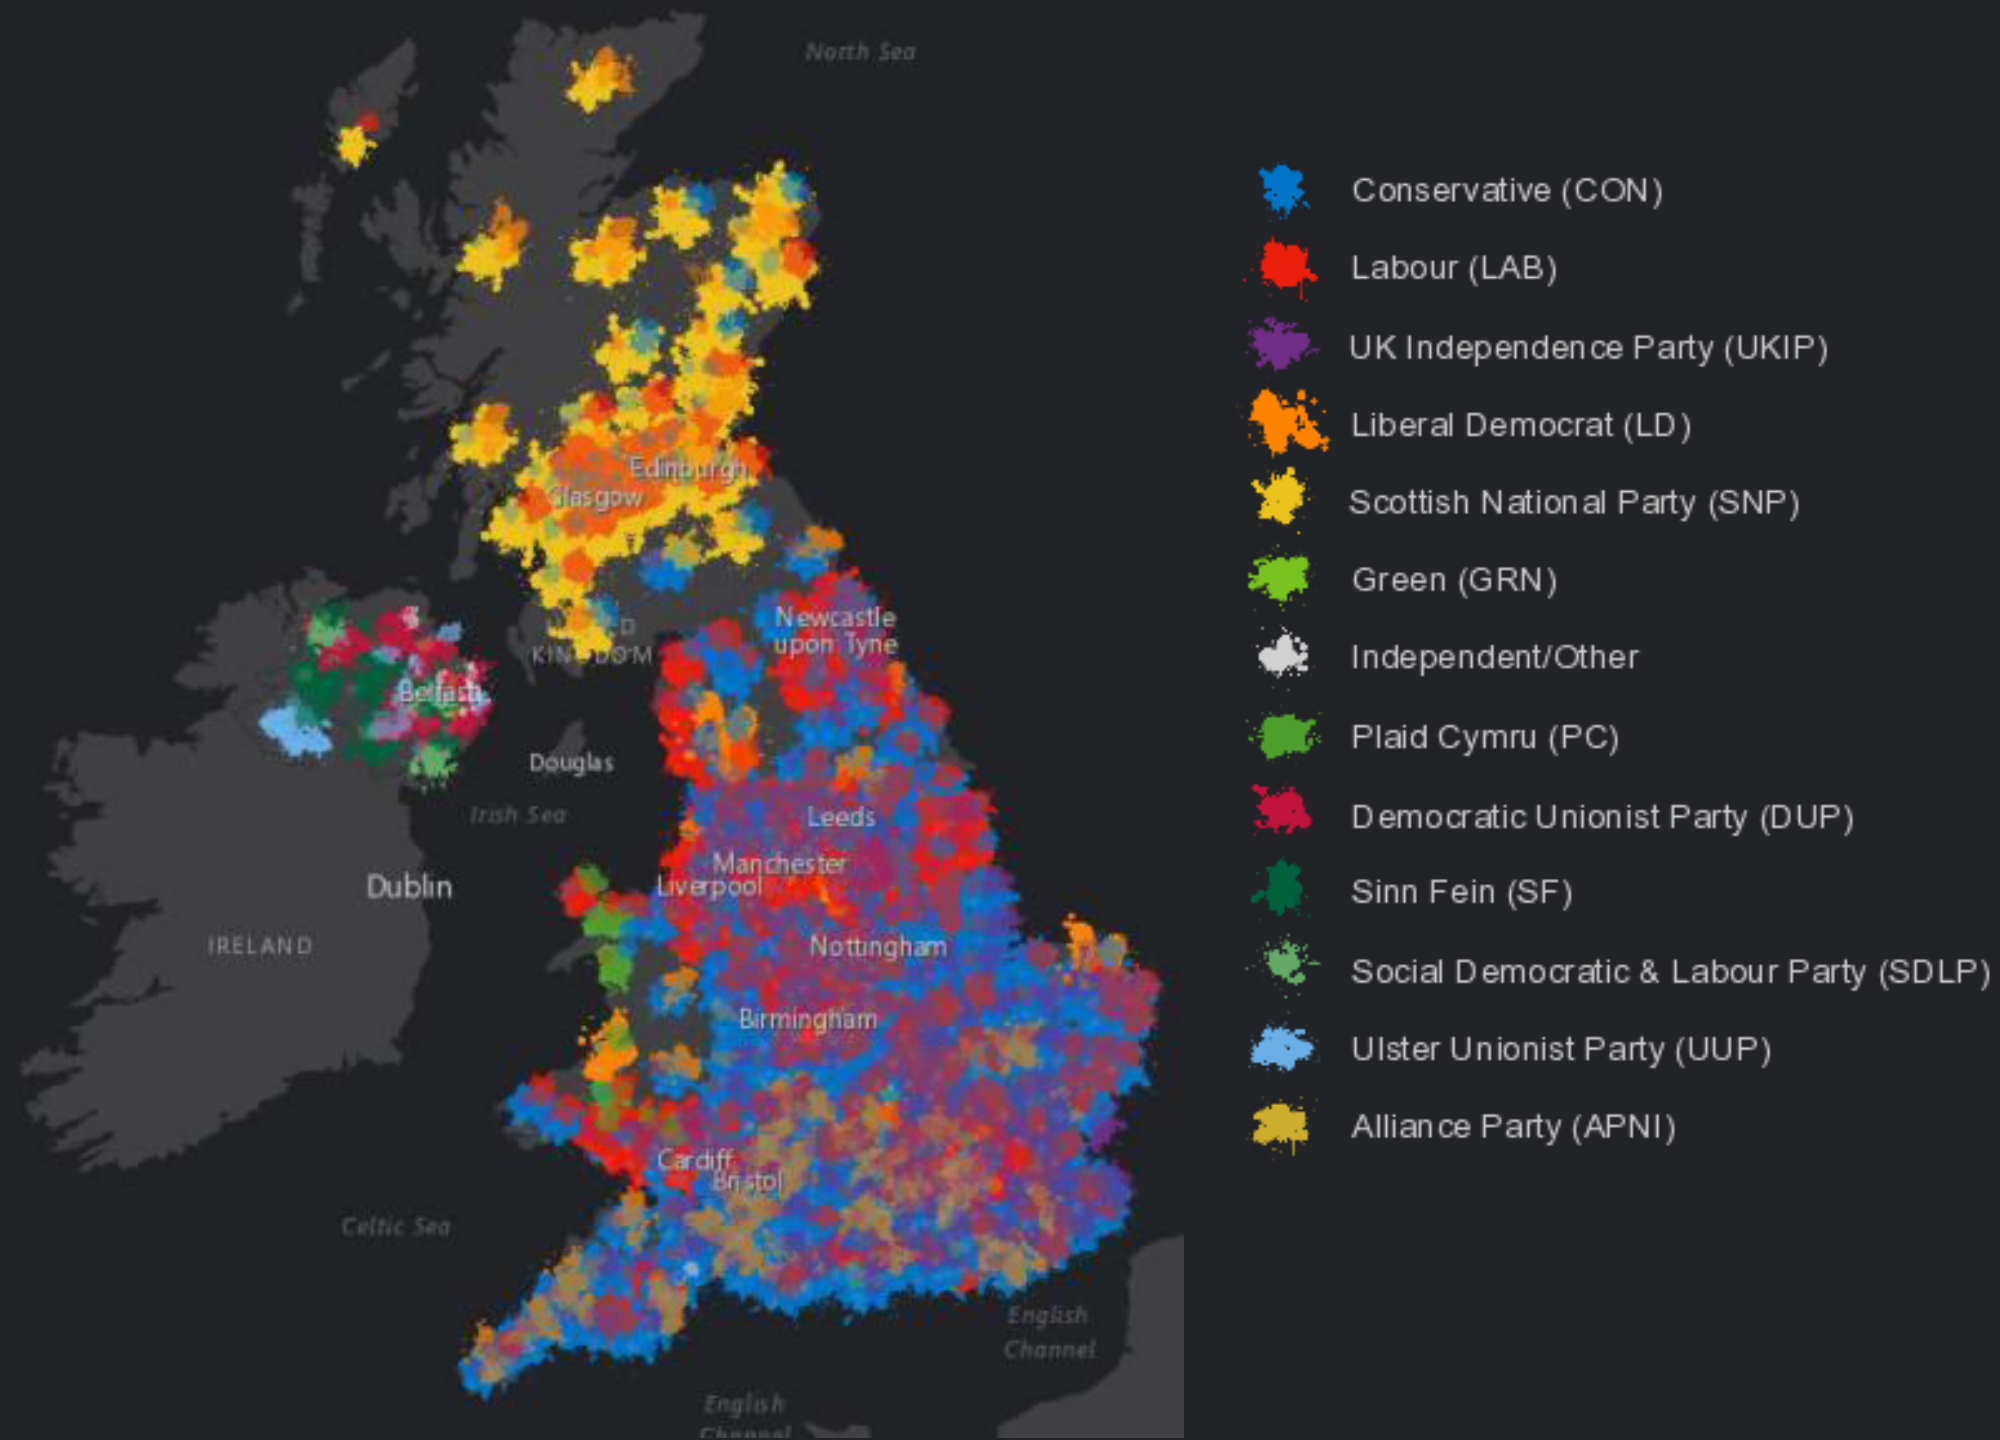 North Sea
Edinburgh
Glasgow
KINGDOM
Newcastle
upon Tyne
Belfast
Douglas
Irish Sea
Leeds
Manchester
Liverpool
Dublin
IRELAND
Nottingham
Birmingham
Cardiff
Bristol
Celtic Sea
English
Channel
English
Channel
Conservative (CON)
Labour (LAB)
UK Independence Party (UKIP)
Liberal Democrat (LD)
Scottish National Party (SNP)
Green (GRN)
Independent/Other
Plaid Cymru (PC)
Democratic Unionist Party (DUP)
Sinn Fein (SF)
Social Democratic & Labour Party (SDLP)
Ulster Unionist Party (UUP)
Alliance Party (APNI)